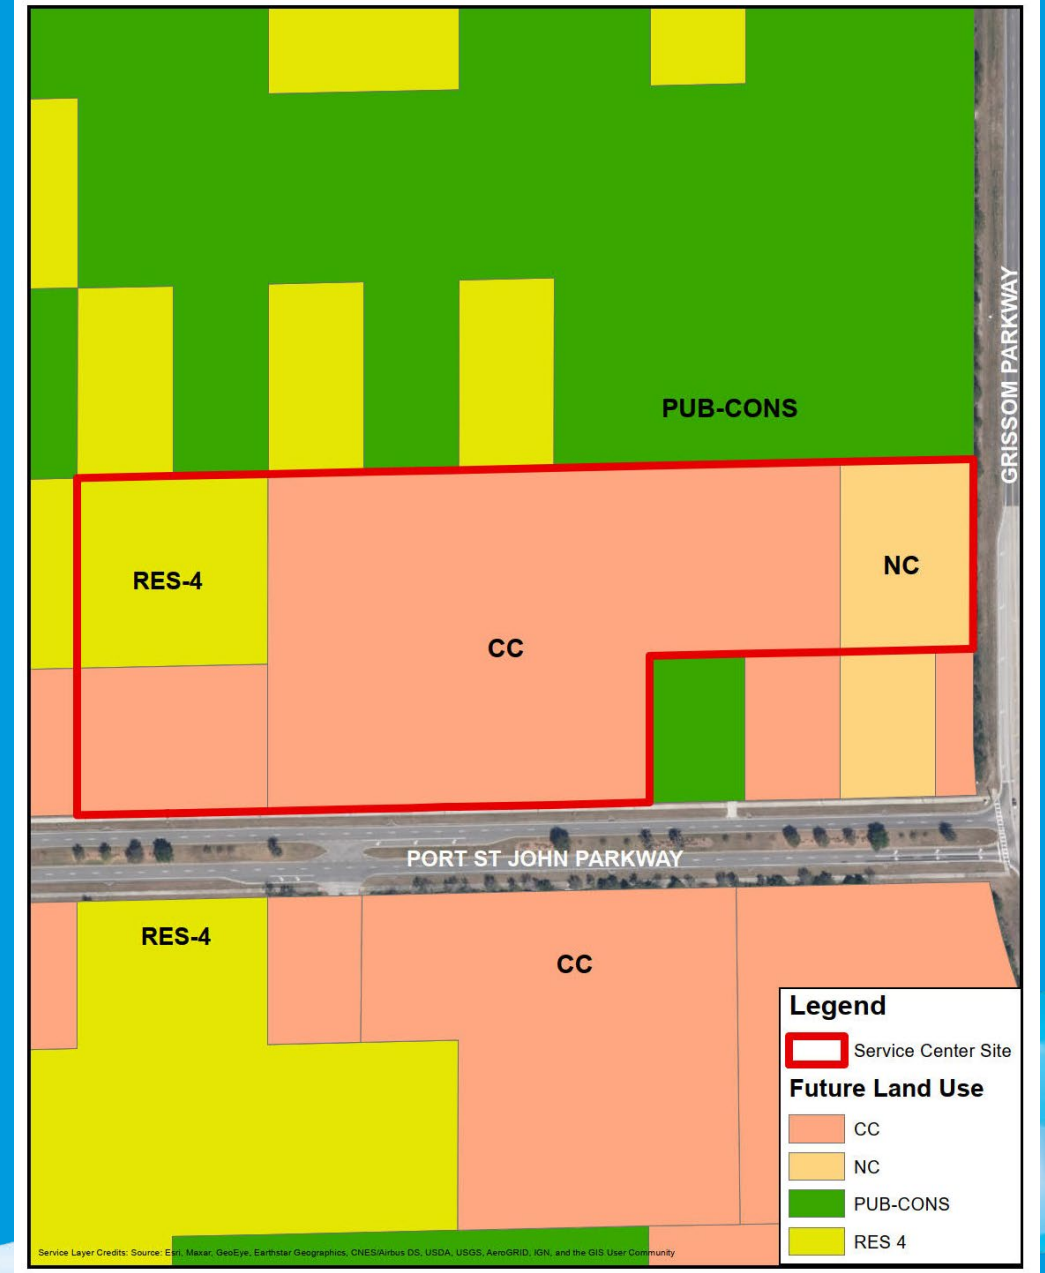 PUB-CONS
GRISSOM PARKWAY
RES-4
NC
CC
PORT ST JOHN PARKWAY
RES-4
CC
Legend
Service Center Site
Future Land Use
CC
NC
PUB-CONS
RES 4
Service Layer Credits: Source: Esri, Maxar, GeoEye, Earthstar Geographics, CNES/Airbus DS, USDA, USGS, AeroGRID, IGN, and the GIS User Community